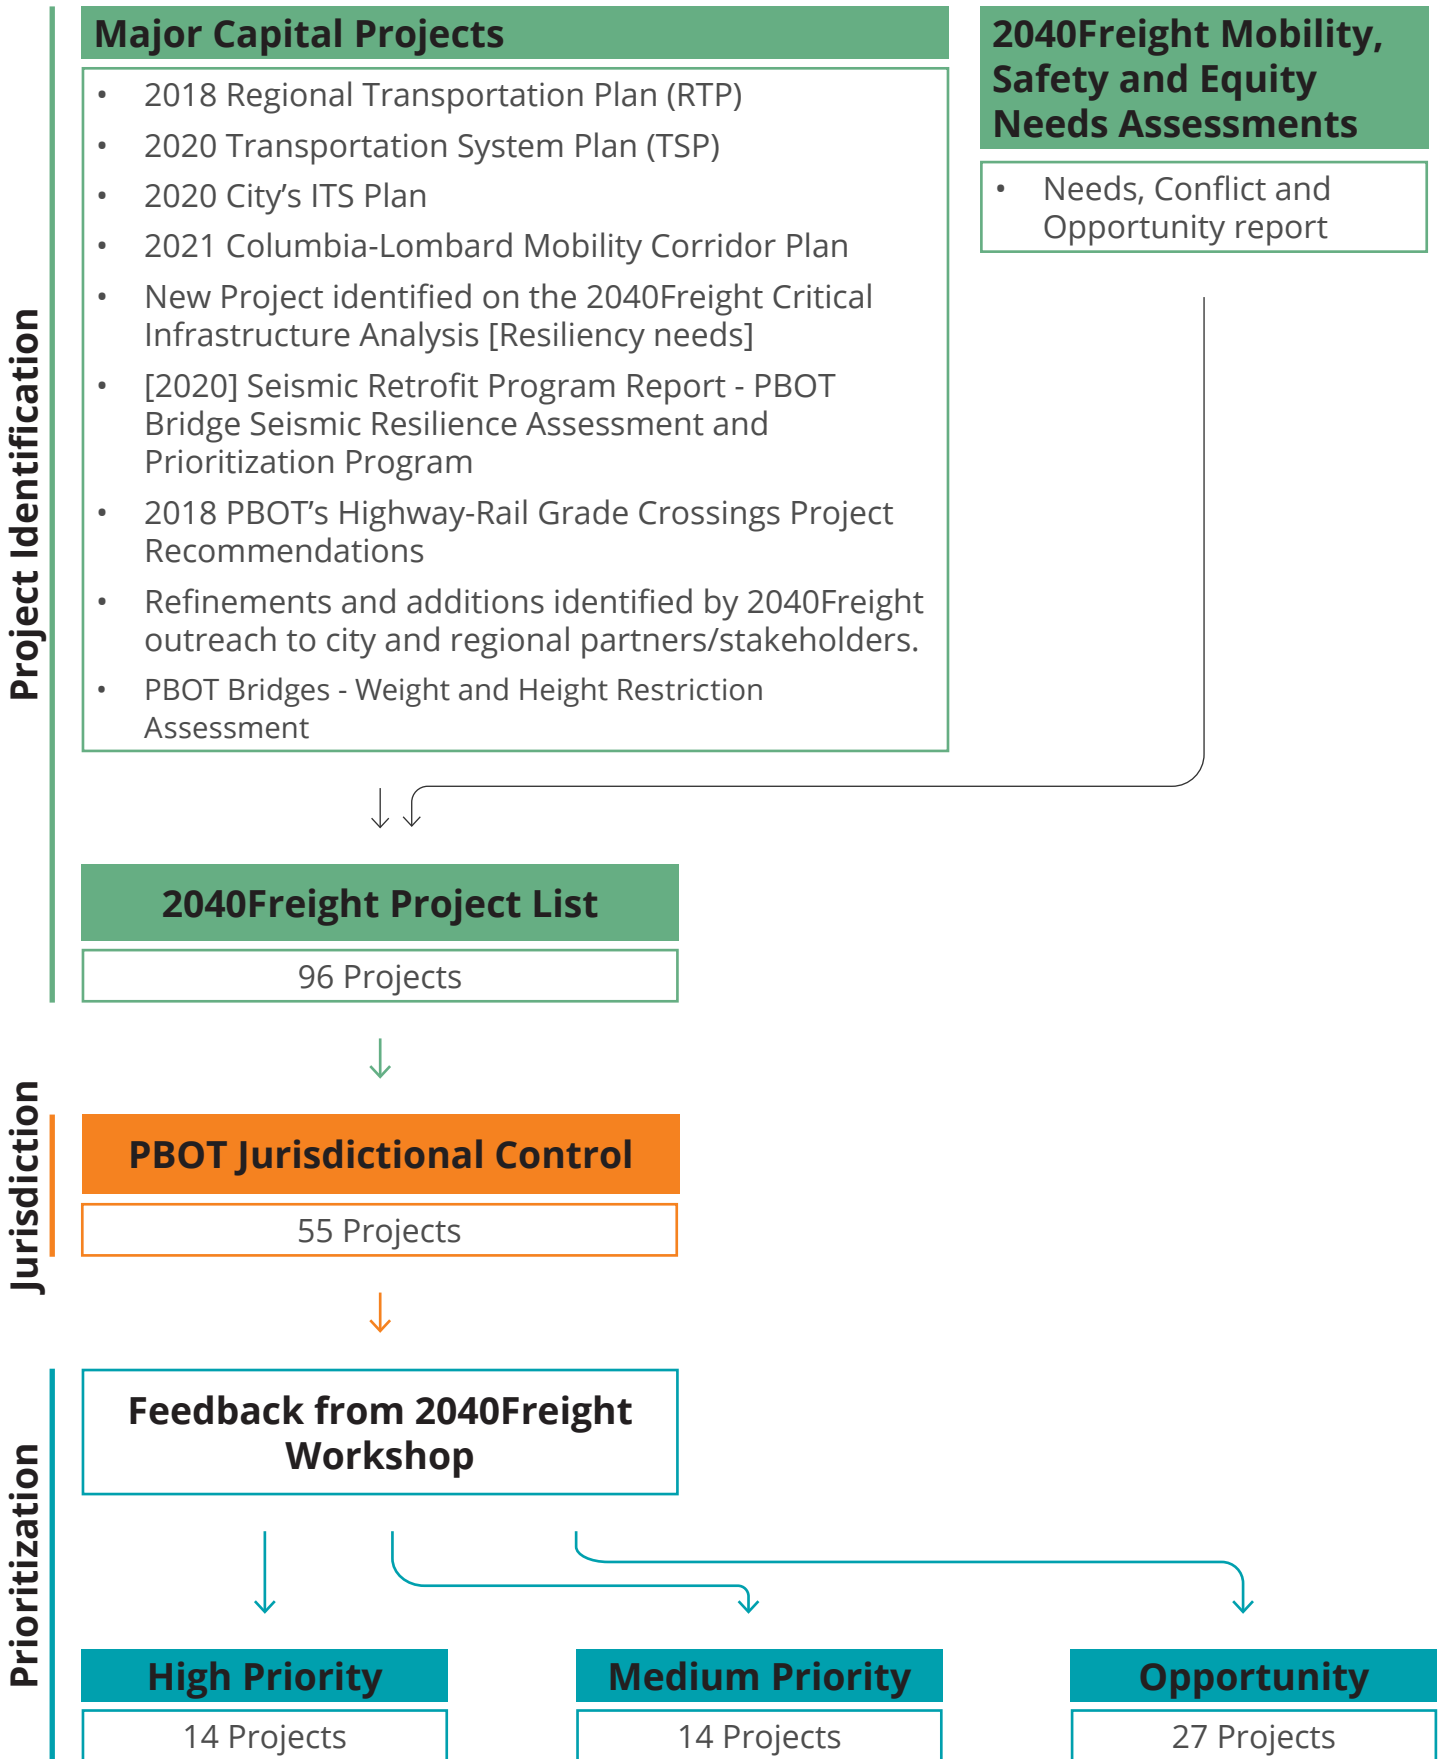 Project Identification
Major Capital Projects
• 2018 Regional Transportation Plan (RTP)
• 2020 Transportation System Plan (TSP)
• 2020 City’s ITS Plan
• 2021 Columbia-Lombard Mobility Corridor Plan
• New Project identified on the 2040Freight Critical
Infrastructure Analysis [Resiliency needs]
• [2020] Seismic Retrofit Program Report - PBOT
Bridge Seismic Resilience Assessment and
Prioritization Program
• 2018 PBOT’s Highway-Rail Grade Crossings Project
Recommendations
• Refinements and additions identified by 2040Freight
outreach to city and regional partners/stakeholders.
• PBOT Bridges - Weight and Height Restriction
Assessment
2040Freight Mobility,
Safety and Equity
Needs Assessments
• Needs, Conflict and
Opportunity report
2040Freight Project List
96 Projects
Jurisdiction
PBOT Jurisdictional Control
55 Projects
Prioritization
Feedback from 2040Freight
Workshop
High Priority
14 Projects
Medium Priority
14 Projects
Opportunity
27 Projects